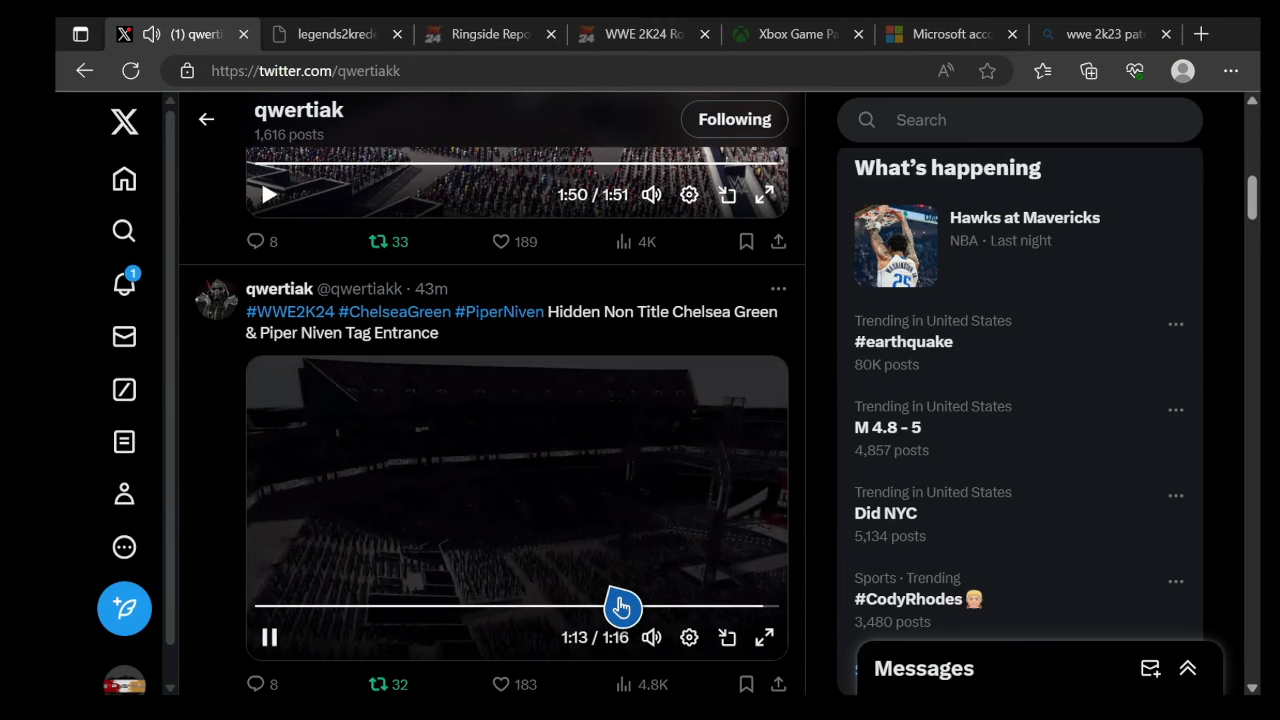 (1) qwerti
legends2kred
Ringside Repo
WWE 2K24 Ro
Xbox Game Pa
Microsoft acc
wwe 2k23 pat
https://twitter.com/qwertiakk
qwertiak
1,616 posts
Following
1:50 / 1:51
8
33
189
4K
qwertiak @qwertiakk · 43m
#WWE2K24 #ChelseaGreen #PiperNiven Hidden Non Title Chelsea Green
& Piper Niven Tag Entrance
1:13 / 1:16
8
32
183
4.8K
1
Search
What's happening
Hawks at Mavericks
NBA · Last night
WASHINGTON JR.
25
Trending in United States
#earthquake
80K posts
Trending in United States
M 4.8 - 5
4,857 posts
Trending in United States
Did NYC
5,134 posts
Sports · Trending
#CodyRhodes
3,480 posts
Messages